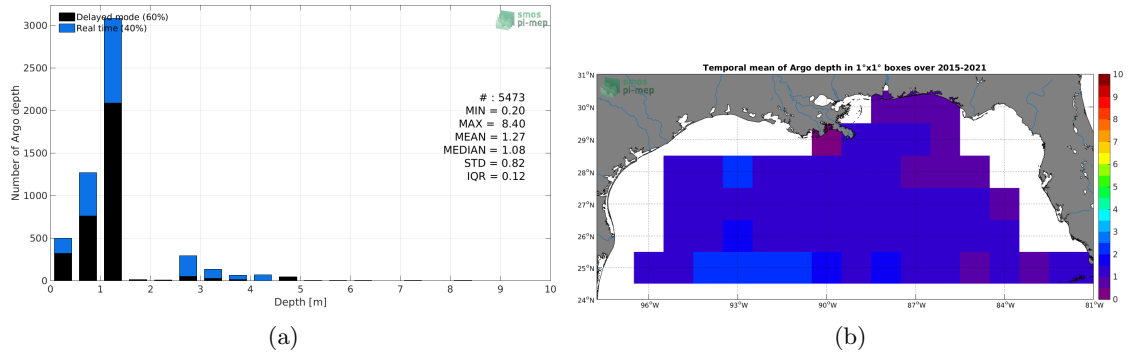 Delayed mode (60%)
Real time (40%)
smos
pi-mep
# : 5473
MIN = 0.20
MAX = 8.40
MEAN = 1.27
MEDIAN = 1.08
STD = 0.82
IQR = 0.12
Number of Argo depth
3000
2500
2000
1500
1000
500
0
0 1 2 3 4 5 6 7 8 9 10
Depth [m]
(a)
Temporal mean of Argo depth in 1°x1° boxes over 2015-2021
smos
pi-mep
31°N
30°N
29°N
28°N
27°N
26°N
25°N
24°N
96°W 93°W 90°W 87°W 84°W 81°W
10
9
8
7
6
5
4
3
2
1
0
(b)